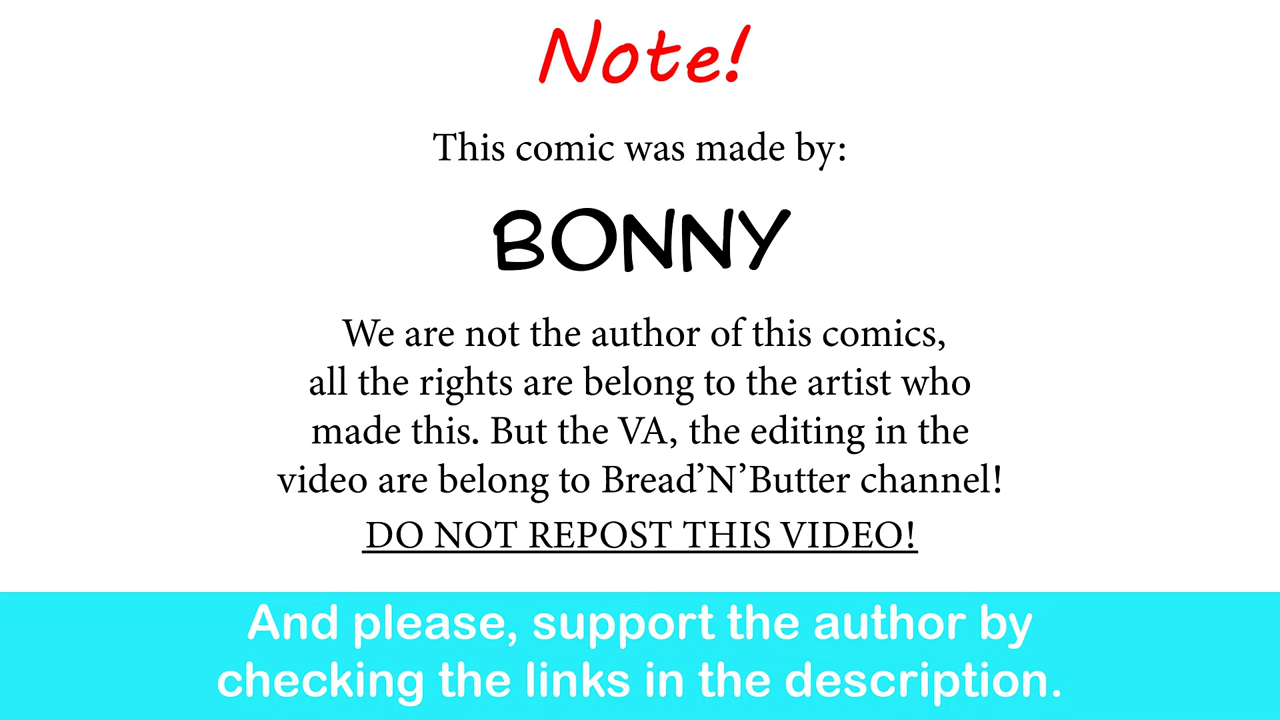 Note!
This comic was made by:
BONNY
We are not the author of this comics,
all the rights are belong to the artist who
made this. But the VA, the editing in the
video are belong to Bread’N’Butter channel!
DO NOT REPOST THIS VIDEO!
And please, support the author by
checking the links in the description.